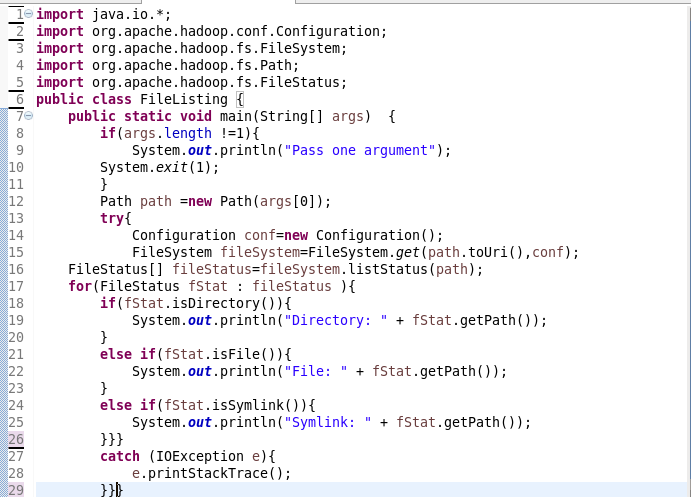 1 import java.io.*;
2 import org.apache.hadoop.conf.Configuration;
3 import org.apache.hadoop.fs.FileSystem;
4 import org.apache.hadoop.fs.Path;
5 import org.apache.hadoop.fs.FileStatus;
6 public class FileListing {
7     public static void main(String[] args)  {
8         if(args.length !=1){
9             System.out.println("Pass one argument");
10         System.exit(1);
11         }
12         Path path =new Path(args[0]);
13         try{
14             Configuration conf=new Configuration();
15             FileSystem fileSystem=FileSystem.get(path.toUri(),conf);
16     FileStatus[] fileStatus=fileSystem.listStatus(path);
17     for(FileStatus fStat : fileStatus ){
18         if(fStat.isDirectory()){
19             System.out.println("Directory: " + fStat.getPath());
20         }
21         else if(fStat.isFile()){
22             System.out.println("File: " + fStat.getPath());
23         }
24         else if(fStat.isSymlink()){
25             System.out.println("Symlink: " + fStat.getPath());
26         }}}
27         catch (IOException e){
28             e.printStackTrace();
29         }}}